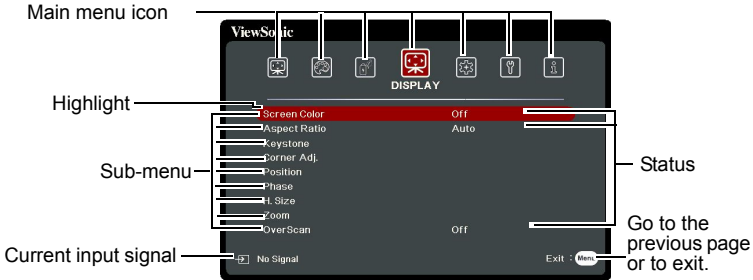 Main menu icon
ViewSonic
DISPLAY
Highlight
Screen Color Off
Aspect Ratio Auto
Keystone
Corner Adj.
Sub-menu
Position
Status
Phase
H. Size
Zoom
OverScan Off
Go to the
previous page
or to exit.
Current input signal
No Signal
Exit : Menu